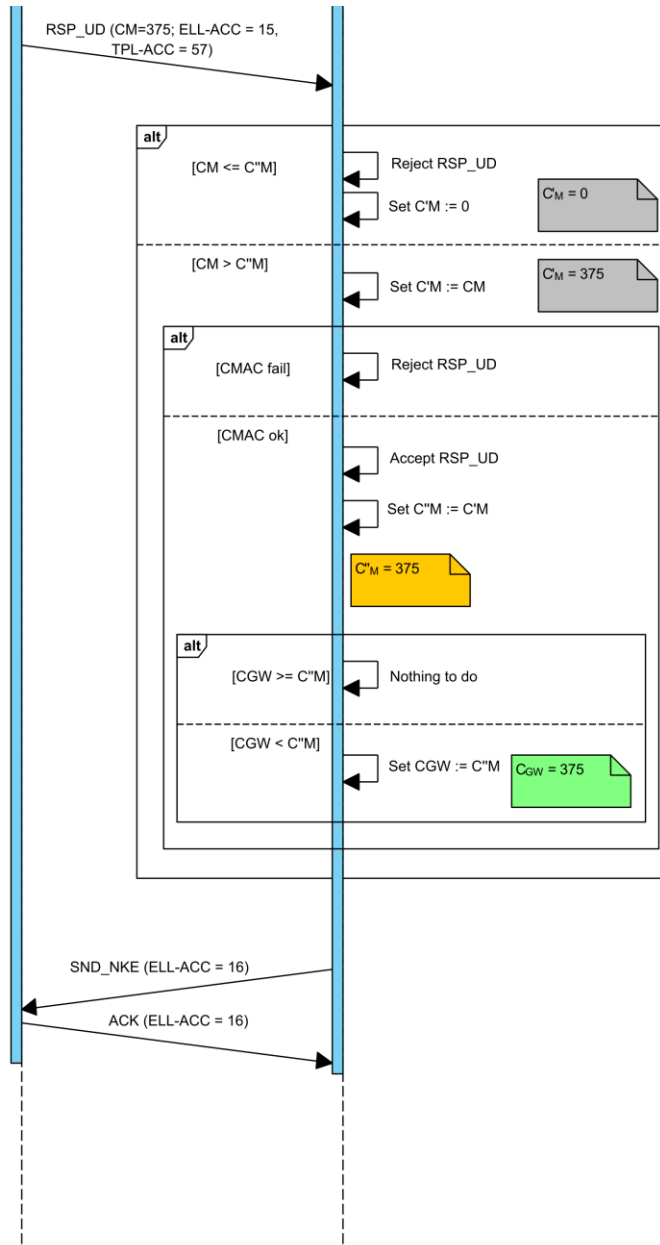 RSP_UD (CM=375; ELL-ACC = 15,
TPL-ACC = 57)
alt
[CM <= C"M]
Reject RSP_UD
Set C'M := 0
C'M = 0
[CM > C"M]
Set C'M := CM
C'M = 375
alt
[CMAC fail]
Reject RSP_UD
[CMAC ok]
Accept RSP_UD
Set C"M := C'M
C"M = 375
alt
[CGW >= C"M]
Nothing to do
[CGW < C"M]
Set CGW := C"M
CGW = 375
SND_NKE (ELL-ACC = 16)
ACK (ELL-ACC = 16)